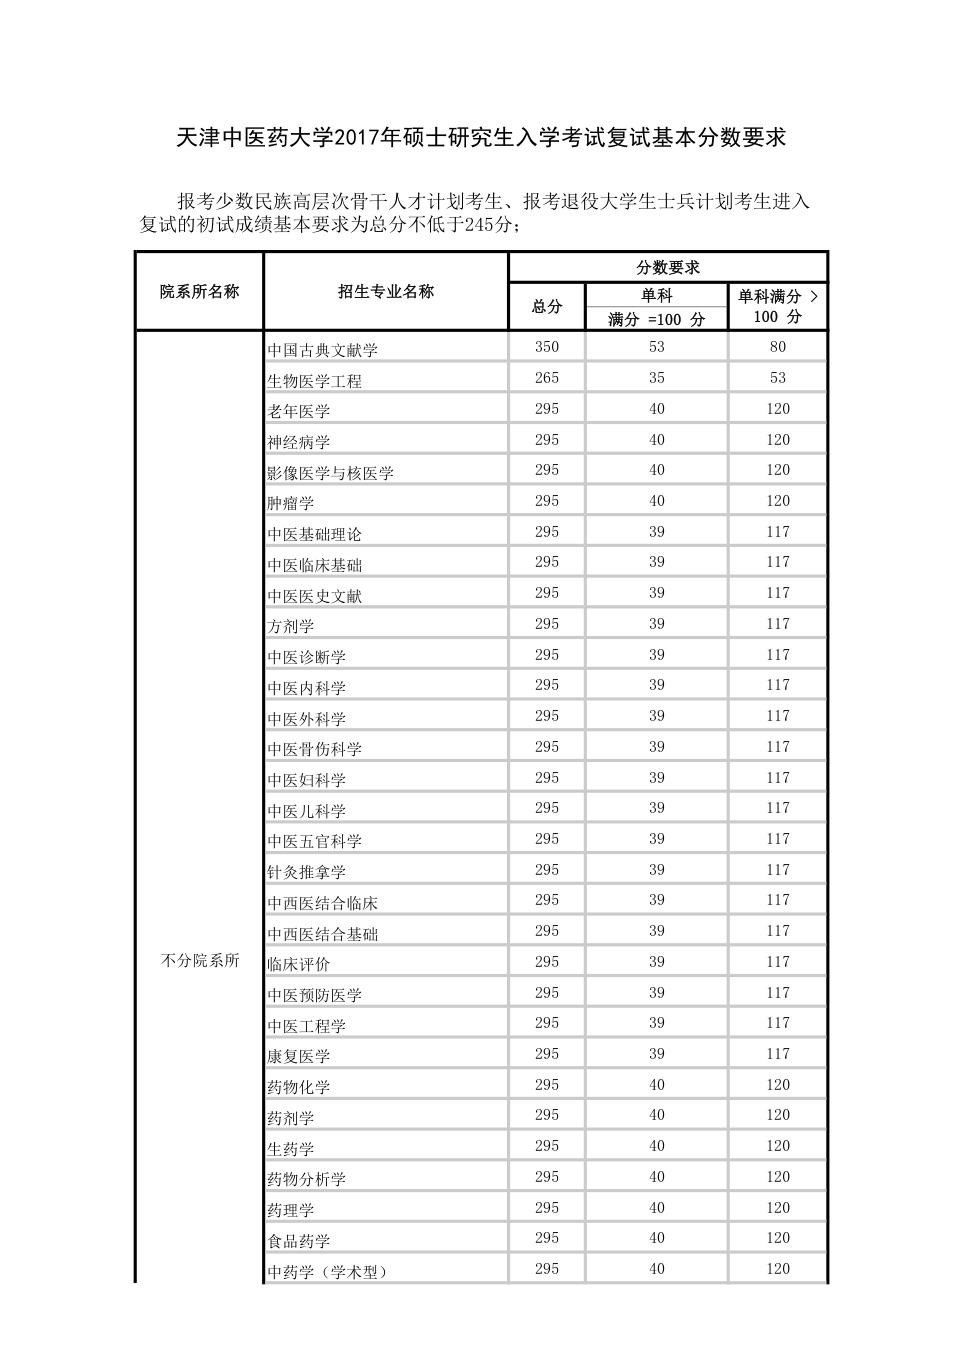 天津中医药大学2017年硕士研究生入学考试复试基本分数要求
报考少数民族高层次骨干人才计划考生、报考退役大学生士兵计划考生进入
复试的初试成绩基本要求为总分不低于245分；
院系所名称 招生专业名称 分数要求
总分 单科 单科满分 >
满分 =100 分 100 分
中国古典文献学 350 53 80
生物医学工程 265 35 53
老年医学 295 40 120
神经病学 295 40 120
影像医学与核医学 295 40 120
肿瘤学 295 40 120
中医基础理论 295 39 117
中医临床基础 295 39 117
中医医史文献 295 39 117
方剂学 295 39 117
中医诊断学 295 39 117
中医内科学 295 39 117
中医外科学 295 39 117
中医骨伤科学 295 39 117
中医妇科学 295 39 117
中医儿科学 295 39 117
中医五官科学 295 39 117
针灸推拿学 295 39 117
中西医结合临床 295 39 117
中西医结合基础 295 39 117
不分院系所 临床评价 295 39 117
中医预防医学 295 39 117
中医工程学 295 39 117
康复医学 295 39 117
药物化学 295 40 120
药剂学 295 40 120
生药学 295 40 120
药物分析学 295 40 120
药理学 295 40 120
食品药学 295 40 120
中药学（学术型） 295 40 120